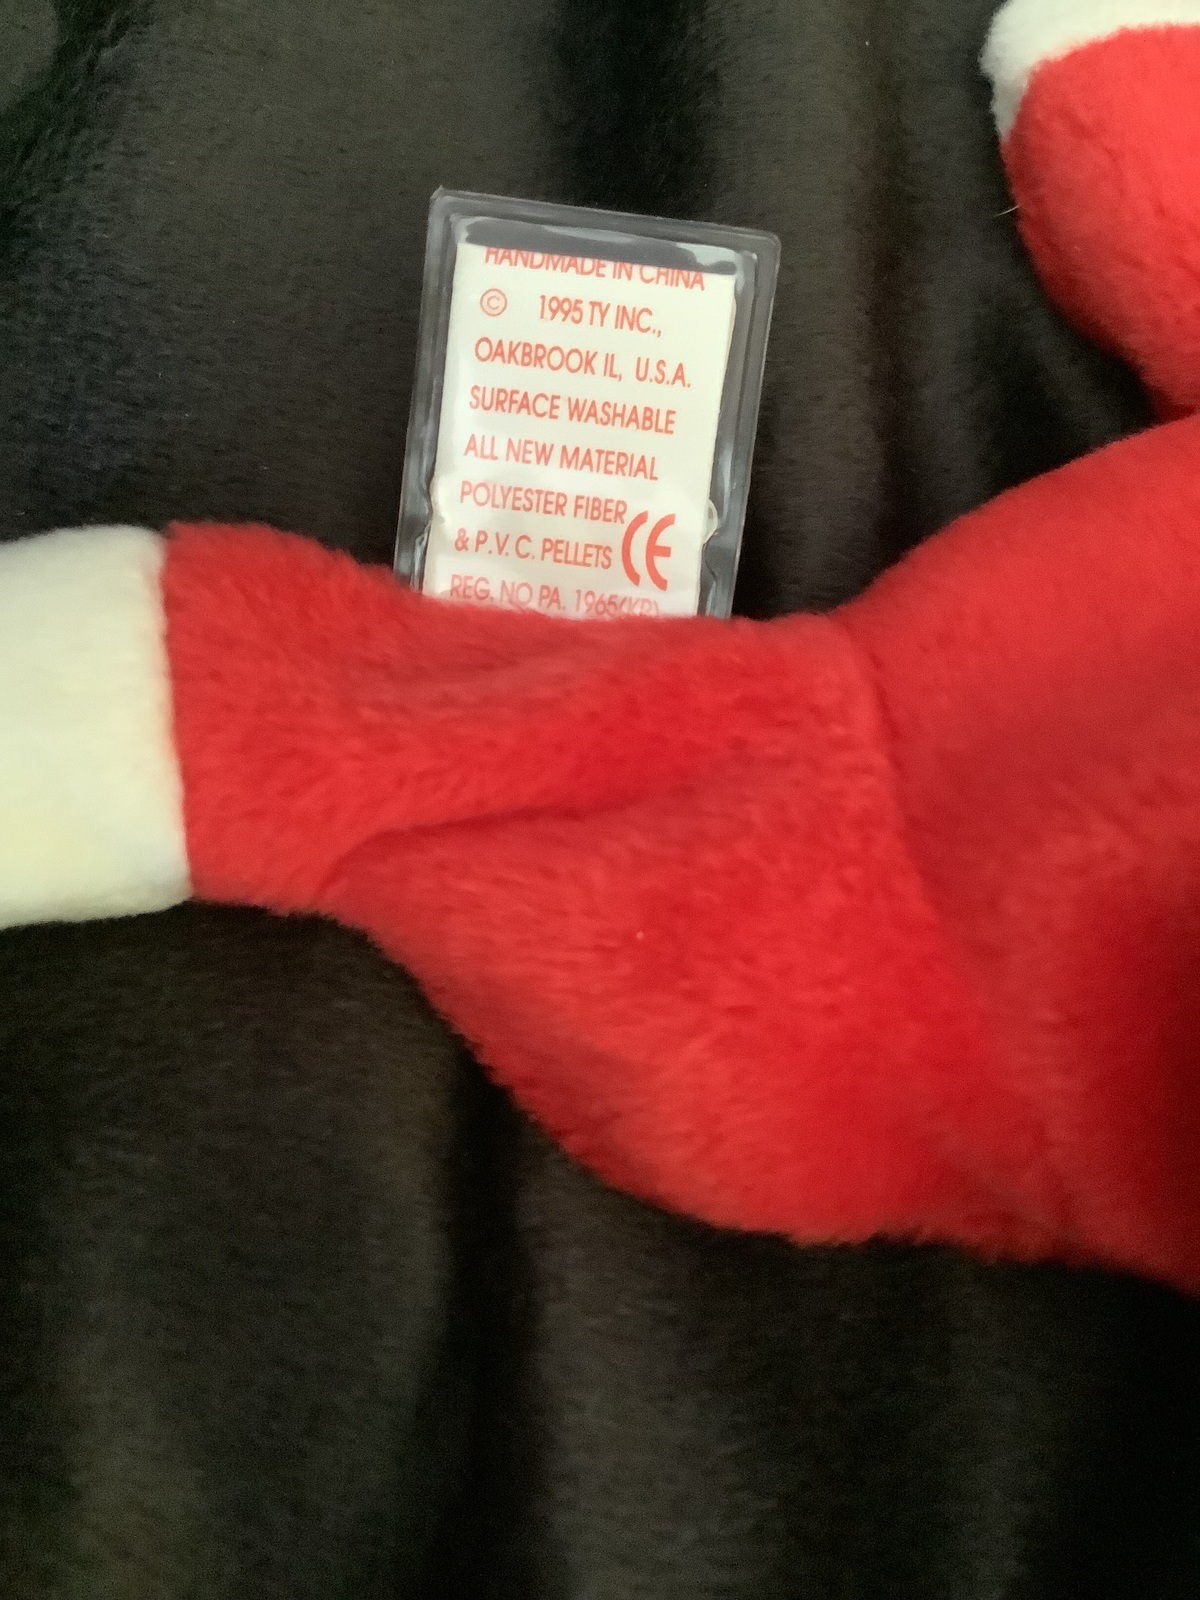 HANDMADE IN CHINA
© 1995 TY INC.,
OAKBROOK IL, U.S.A.
SURFACE WASHABLE
ALL NEW MATERIAL
POLYESTER FIBER
& P.V.C. PELLETS CE
REG. NO PA. 1965(KR)